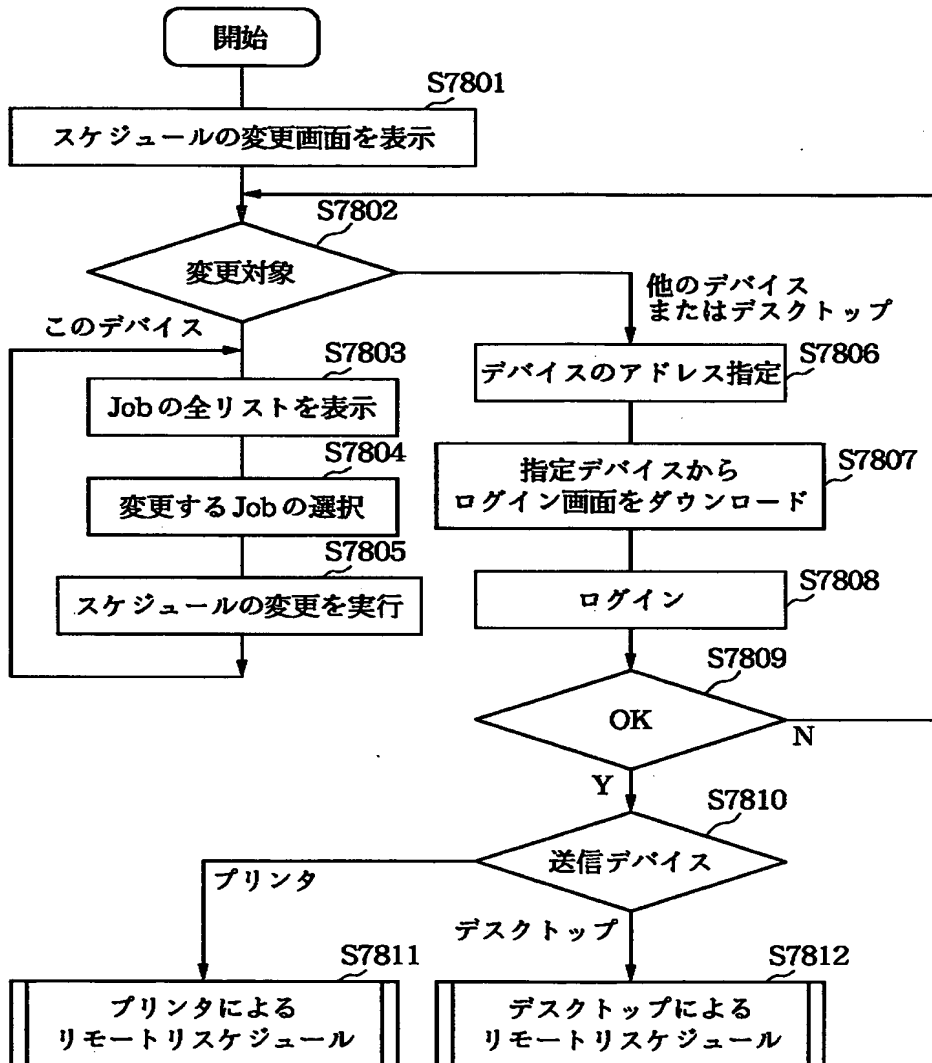 開始
S7801
スケジュールの変更画面を表示
S7802
変更対象
このデバイス
他のデバイス
またはデスクトップ
S7803
Jobの全リストを表示
S7804
変更するJobの選択
S7805
スケジュールの変更を実行
S7806
デバイスのアドレス指定
S7807
指定デバイスから
ログイン画面をダウンロード
S7808
ログイン
S7809
OK
N
Y
S7810
送信デバイス
プリンタ
デスクトップ
S7811
プリンタによる
リモートリスケジュール
S7812
デスクトップによる
リモートリスケジュール